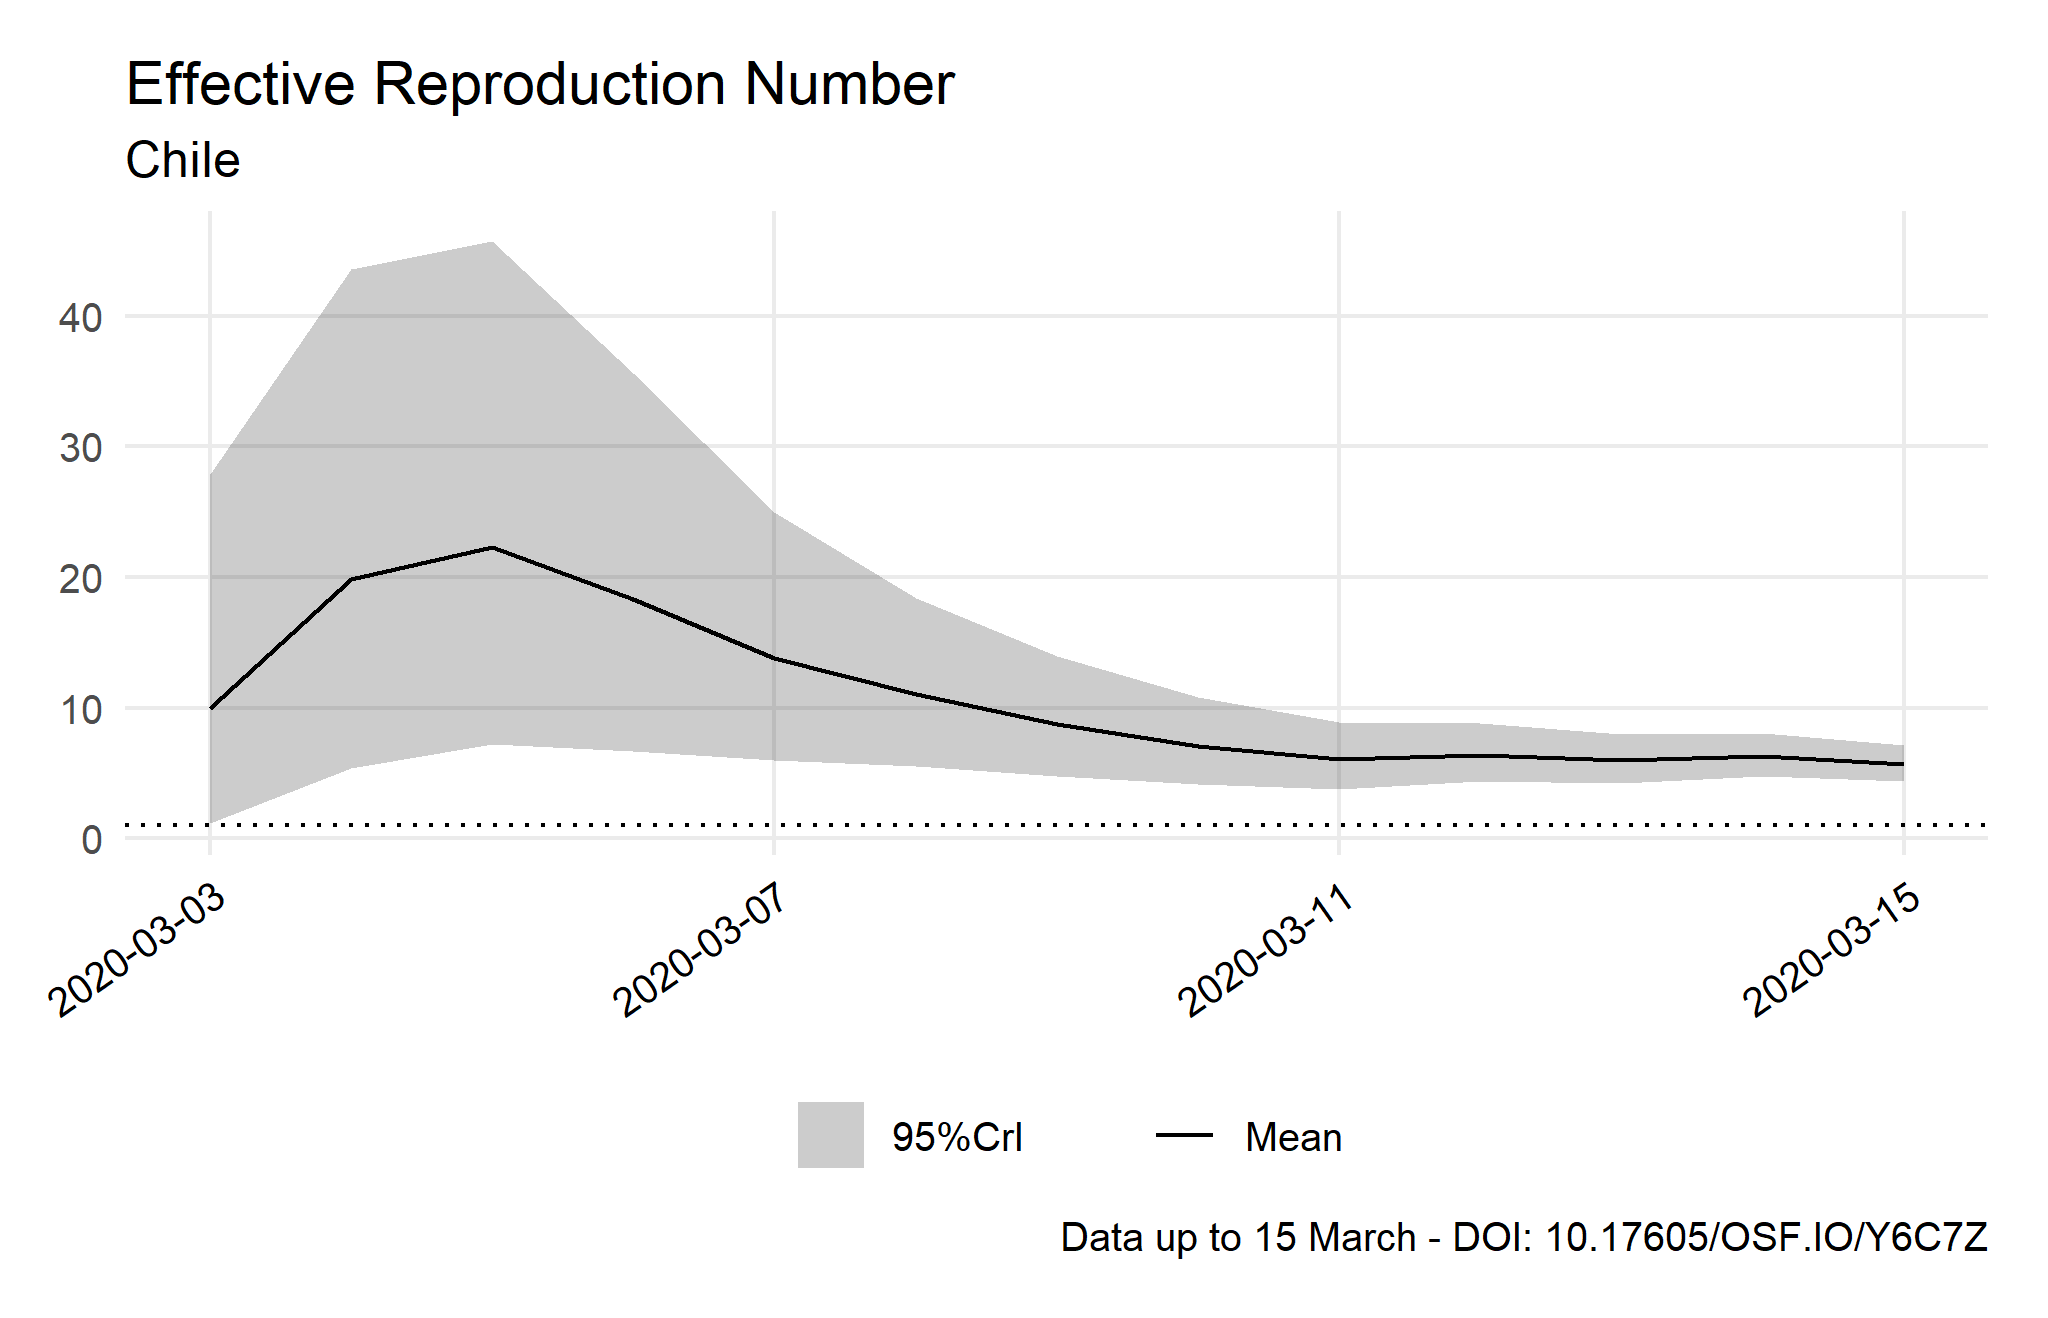 Effective Reproduction Number
Chile
40
30
20
10
0
2020-03-03
2020-03-07
2020-03-11
2020-03-15
95%CrI
Mean
Data up to 15 March - DOI: 10.17605/OSF.IO/Y6C7Z